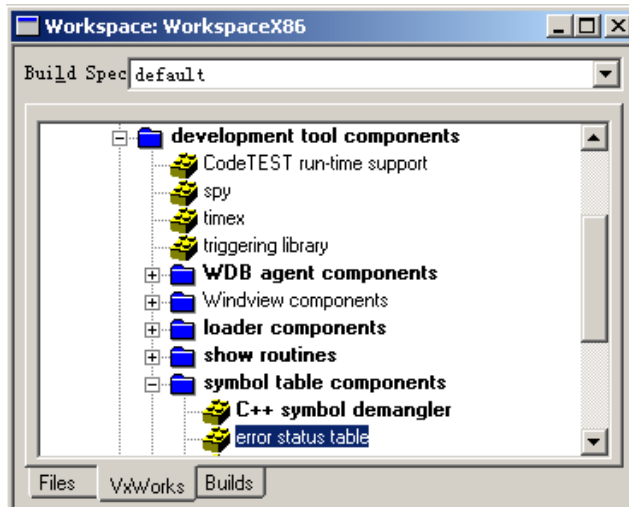 Workspace: WorkspaceX86
Build Spec default
development tool components
CodeTEST run-time support
spy
timex
triggering library
WDB agent components
Windview components
loader components
show routines
symbol table components
C++ symbol demangler
error status table
Files VxWorks Builds